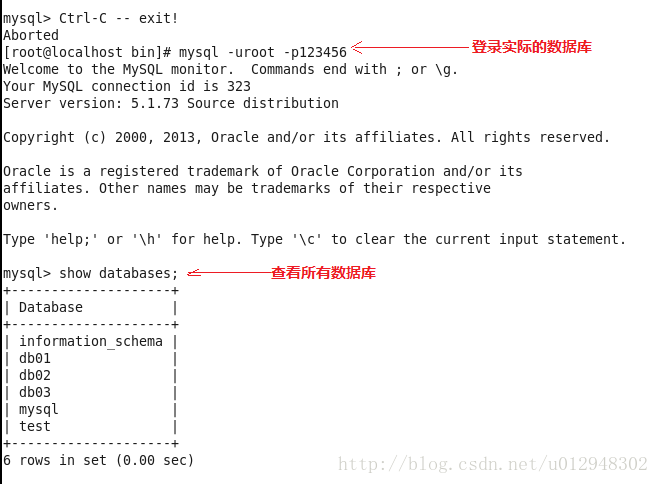 mysql> Ctrl-C -- exit!
Aborted
[root@localhost bin]# mysql -uroot -p123456 登录实际的数据库
Welcome to the MySQL monitor.  Commands end with ; or \g.
Your MySQL connection id is 323
Server version: 5.1.73 Source distribution
Copyright (c) 2000, 2013, Oracle and/or its affiliates. All rights reserved.
Oracle is a registered trademark of Oracle Corporation and/or its
affiliates. Other names may be trademarks of their respective
owners.
Type 'help;' or '\h' for help. Type '\c' to clear the current input statement.
mysql> show databases; 查看所有数据库
+--------------------+
| Database           |
+--------------------+
| information_schema |
| db01               |
| db02               |
| db03               |
| mysql              |
| test               |
+--------------------+
6 rows in set (0.00 sec)
http://blog.csdn.net/u012948302